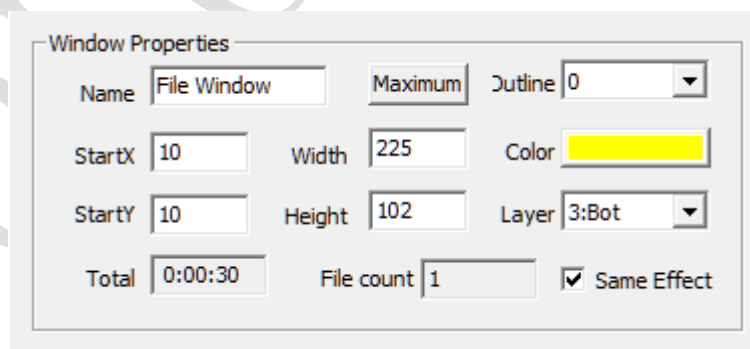 Window Properties
Name File Window Maximum Outline 0
StartX 10 Width 225 Color
StartY 10 Height 102 Layer 3:Bot
Total 0:00:30 File count 1 Same Effect